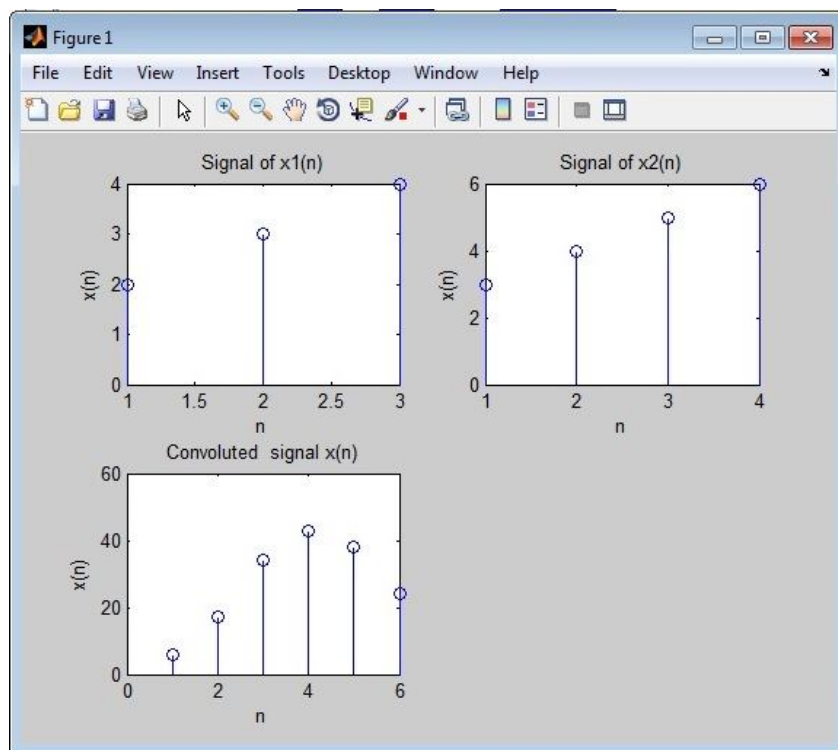 Figure 1
File Edit View Insert Tools Desktop Window Help
Signal of x1(n)
4
3
2
1
0
x(n)
1 1.5 2 2.5 3
n
Signal of x2(n)
6
4
2
0
x(n)
1 2 3 4
n
Convoluted signal x(n)
60
40
20
0
x(n)
0 2 4 6
n